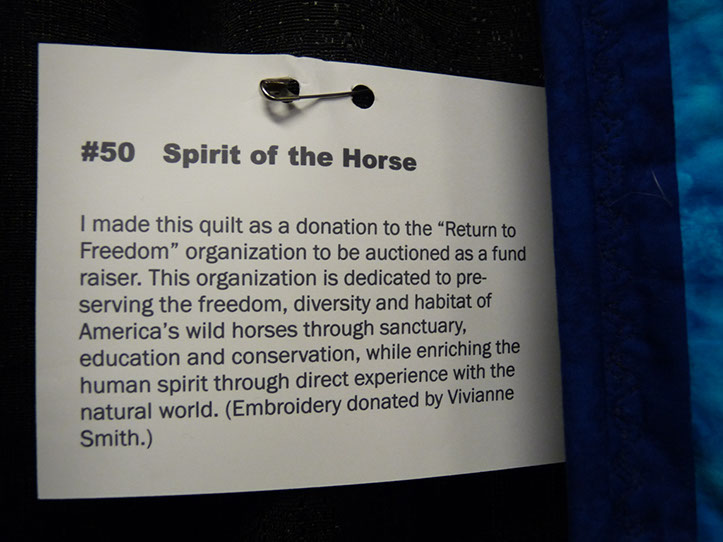 #50 Spirit of the Horse
I made this quilt as a donation to the “Return to
Freedom” organization to be auctioned as a fund
raiser. This organization is dedicated to pre-
serving the freedom, diversity and habitat of
America’s wild horses through sanctuary,
education and conservation, while enriching the
human spirit through direct experience with the
natural world. (Embroidery donated by Vivianne
Smith.)